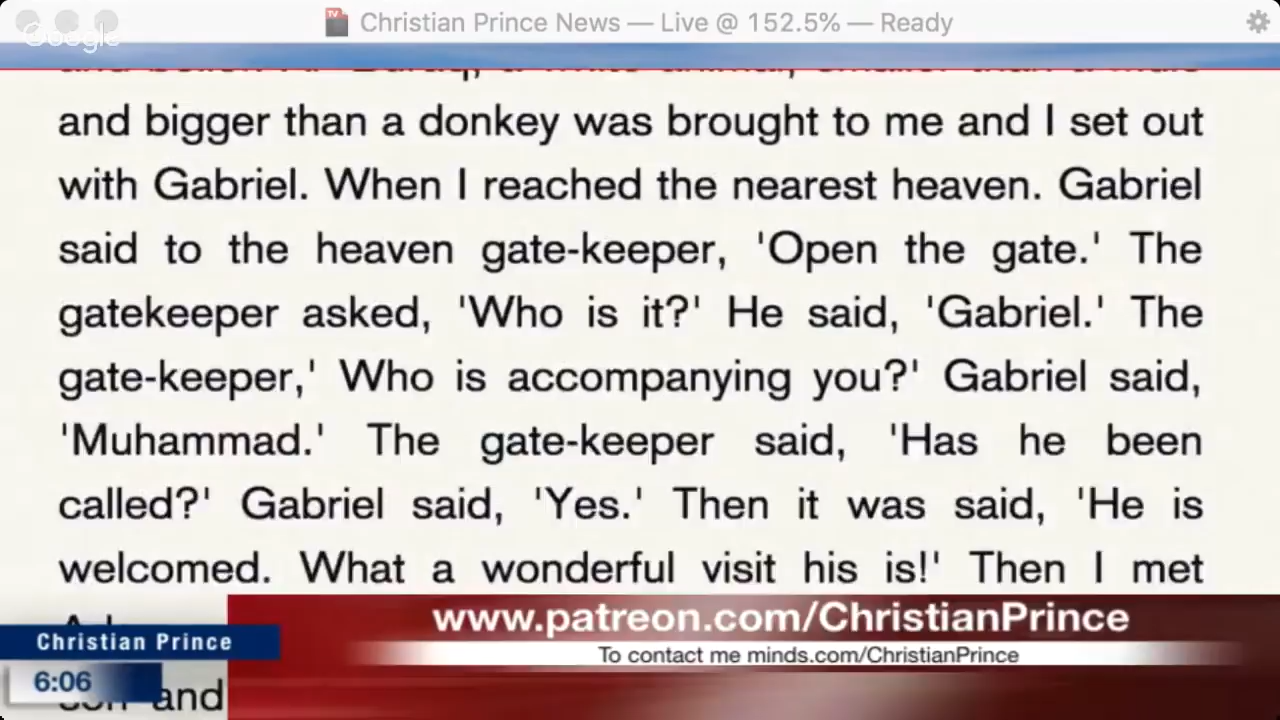 Google
TV
Christian Prince News — Live @ 152.5% — Ready
and bigger than a donkey was brought to me and I set out
with Gabriel. When I reached the nearest heaven. Gabriel
said to the heaven gate-keeper, 'Open the gate.' The
gatekeeper asked, 'Who is it?' He said, 'Gabriel.' The
gate-keeper,' Who is accompanying you?' Gabriel said,
'Muhammad.' The gate-keeper said, 'Has he been
called?' Gabriel said, 'Yes.' Then it was said, 'He is
welcomed. What a wonderful visit his is!' Then I met
and
www.patreon.com/ChristianPrince
To contact me minds.com/ChristianPrince
Christian Prince
6:06